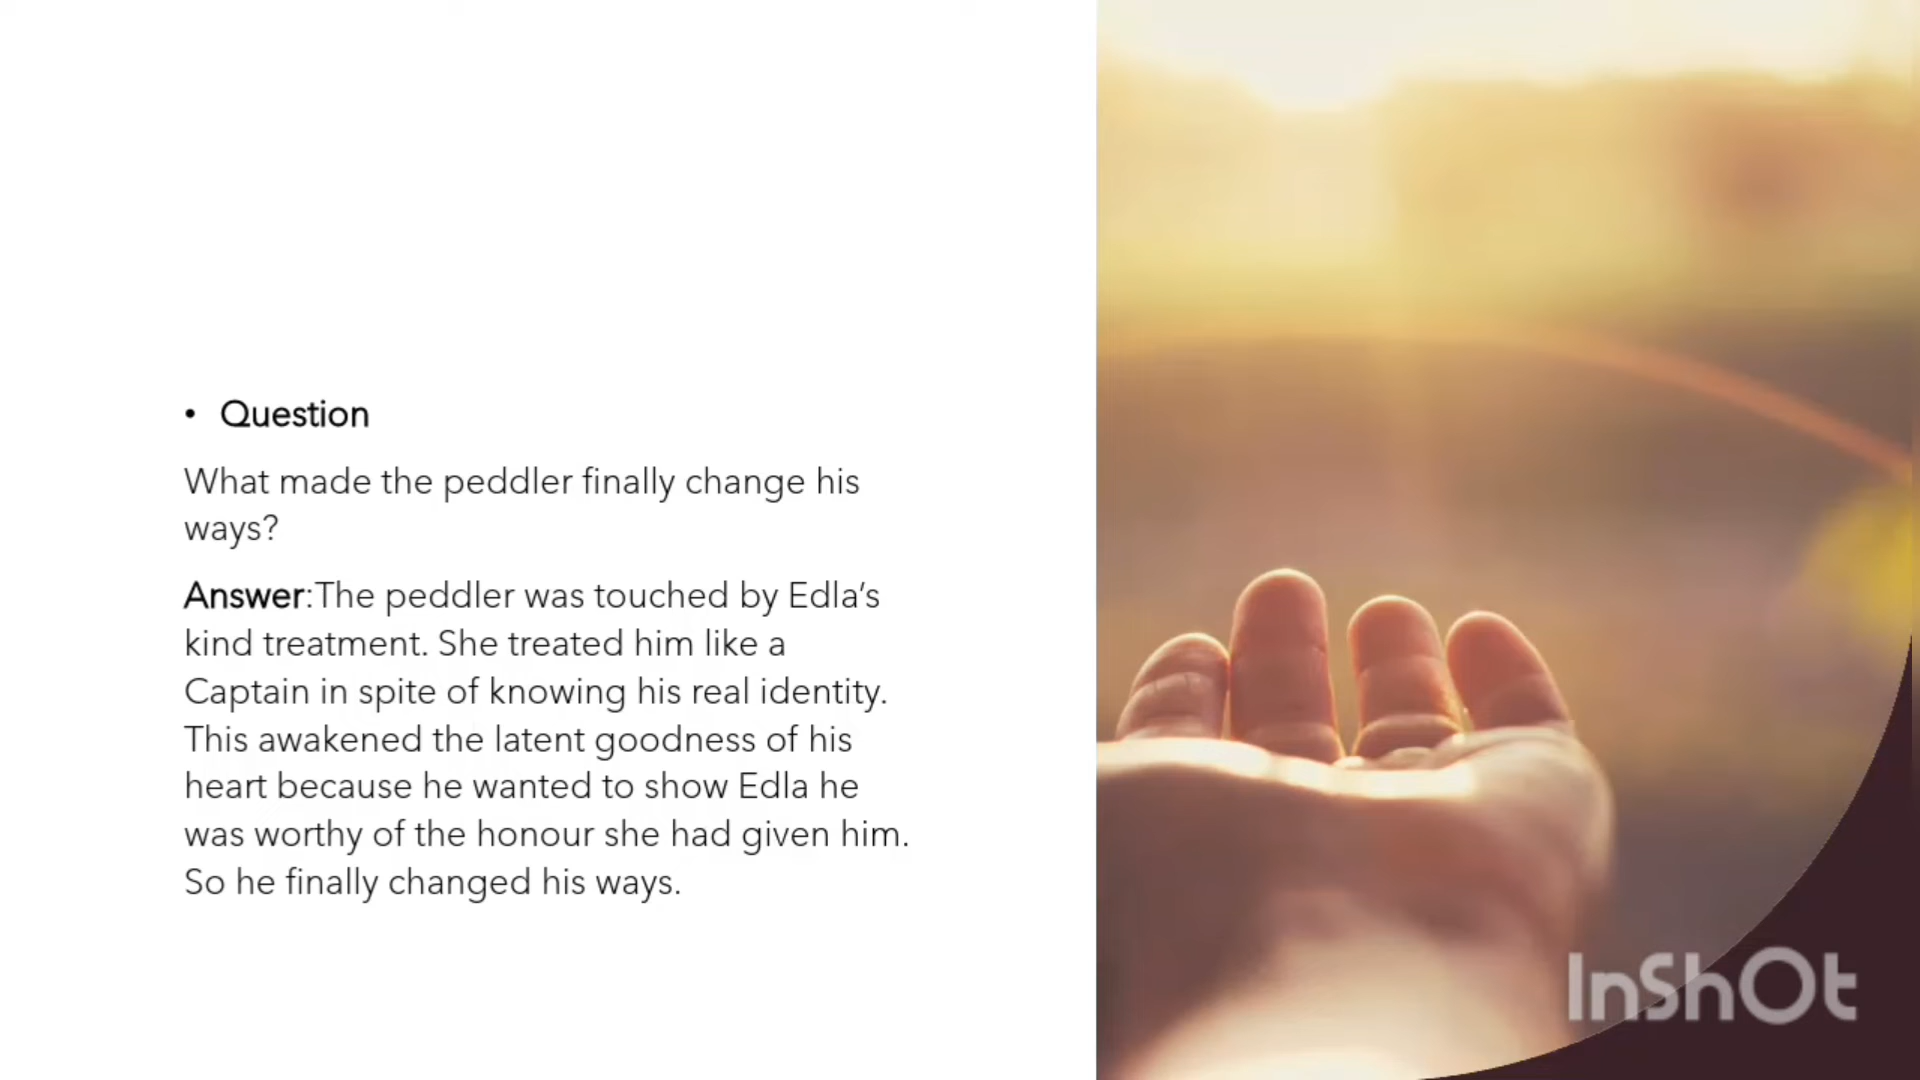 • Question
What made the peddler finally change his
ways?
Answer:The peddler was touched by Edla's
kind treatment. She treated him like a
Captain in spite of knowing his real identity.
This awakened the latent goodness of his
heart because he wanted to show Edla he
was worthy of the honour she had given him.
So he finally changed his ways.
InShOt